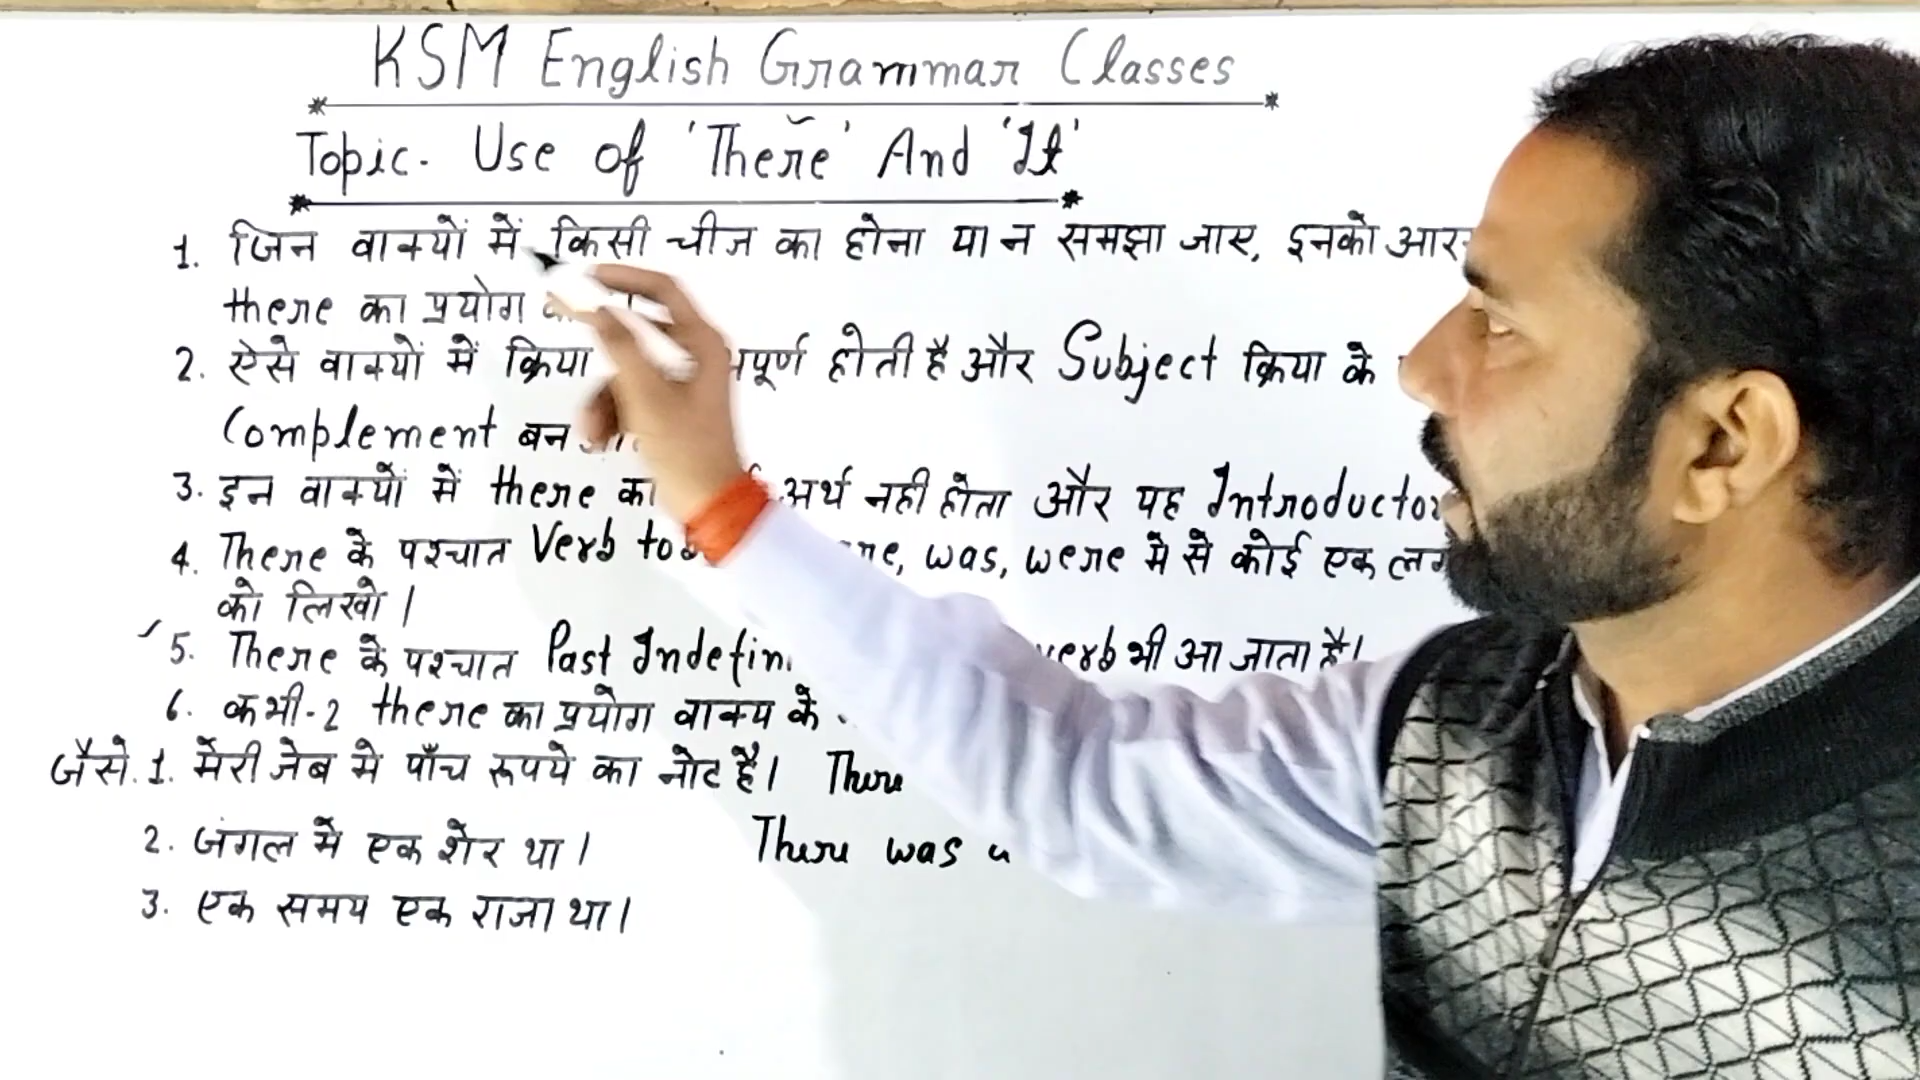 KSM English Grammar Classes
Topic. Use of 'There' And 'It'
1. जिन वाक्यों में किसी चीज का होना या न समझा जाए, इनको
there का प्रयोग
2. ऐसे वाक्यों में क्रिया होती है और Subject क्रिया के
Complement बन
3. इन वाक्यों में there का अर्थ नही होता और यह
4. There के पश्चात Verb was, were मे से कोई एक
को लिखो।
5. There के पश्चात Past verb भी आ जाता है।
6. कभी-2 there का प्रयोग वाक्य के
जैसे. 1. मेरी जेब मे पाँच रूपये का नोट है। There
2. जंगल मे एक शेर था। There was
3. एक समय एक राजा था।